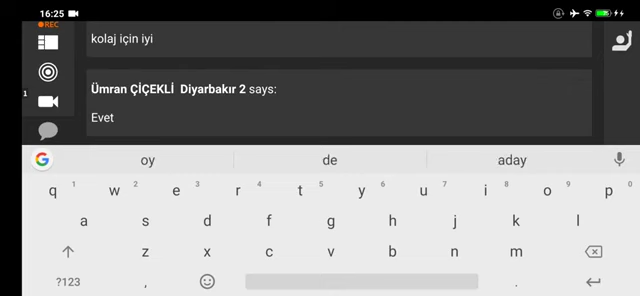 16:25
REC
kolaj için iyi
Ümran ÇİÇEKLİ Diyarbakır 2 says:
1
Evet
G
oy de aday
q 1 w 2 e 3 r 4 t 5 y 6 u 7 i 8 o 9 p 0
a s d f g h j k l
z x c v b n m
?123 , .